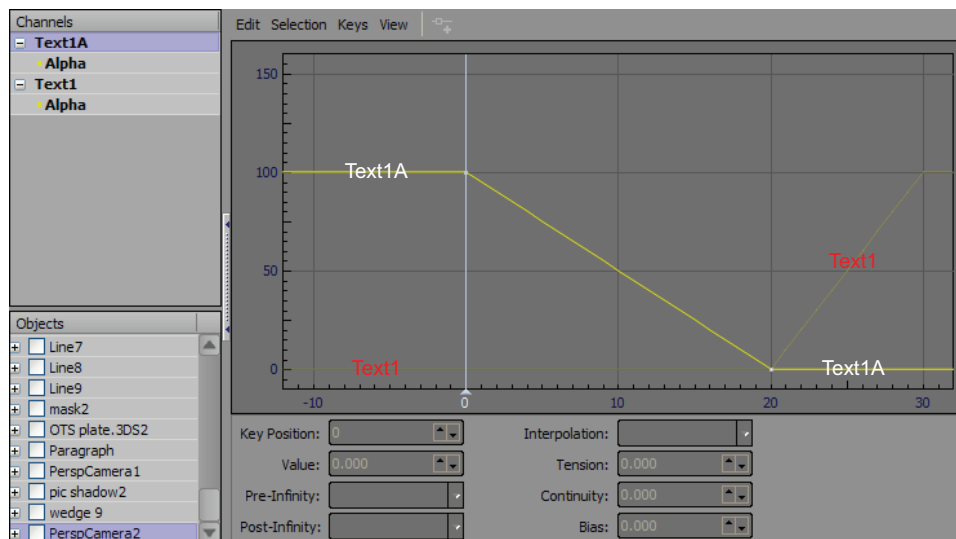 Channels
Text1A
Alpha
Text1
Alpha
Edit Selection Keys View
150
100
50
0
Text1A
Text1
Text1
Text1A
-10 0 10 20 30
Objects
Line7
Line8
Line9
mask2
OTS plate.3DS2
Paragraph
PerspCamera1
pic shadow2
wedge 9
PerspCamera2
Key Position: 0
Value: 0.000
Pre-Infinity:
Post-Infinity:
Interpolation:
Tension: 0.000
Continuity: 0.000
Bias: 0.000